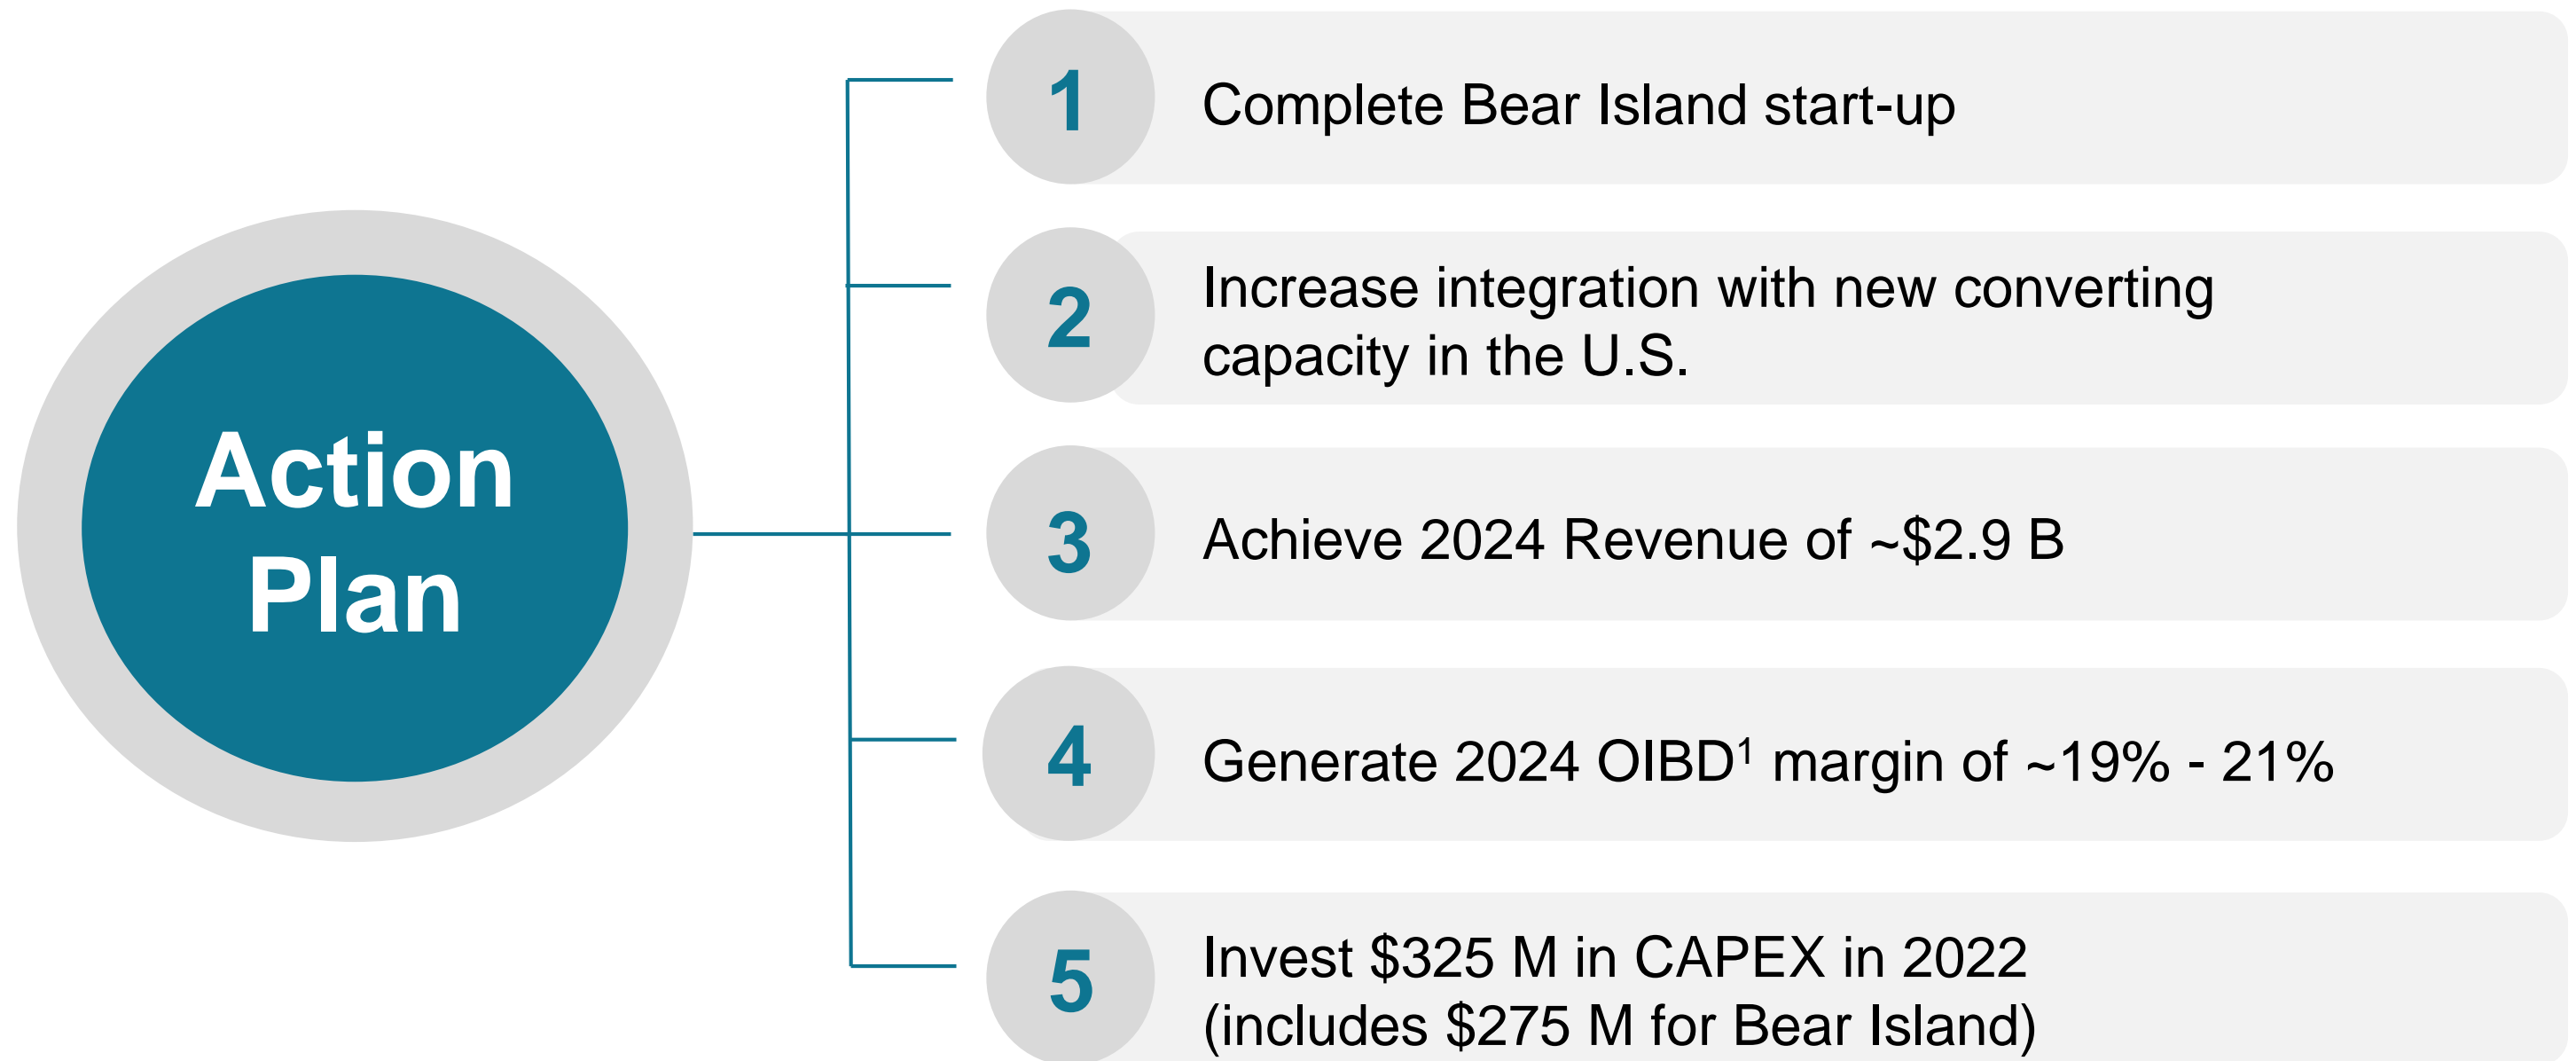 Action
Plan
1
Complete Bear Island start-up
2
Increase integration with new converting
capacity in the U.S.
3
Achieve 2024 Revenue of ~$2.9 B
4
Generate 2024 OIBD¹ margin of ~19% - 21%
5
Invest $325 M in CAPEX in 2022
(includes $275 M for Bear Island)